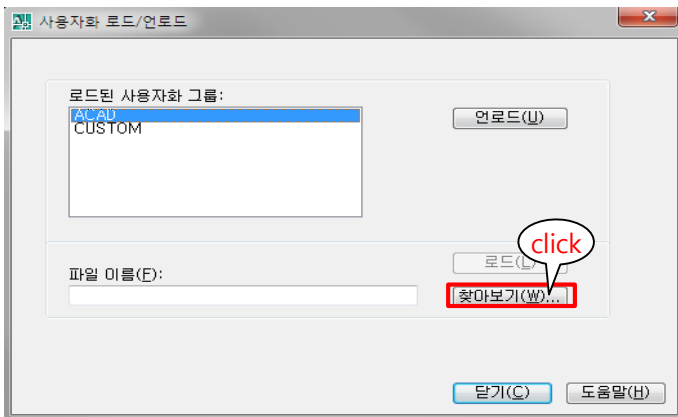 사용자화 로드/언로드
로드된 사용자화 그룹:
ACAD
CUSTOM
언로드(U)
click
로드(L)
파일 이름(F):
찾아보기(W)...
닫기(C)
도움말(H)